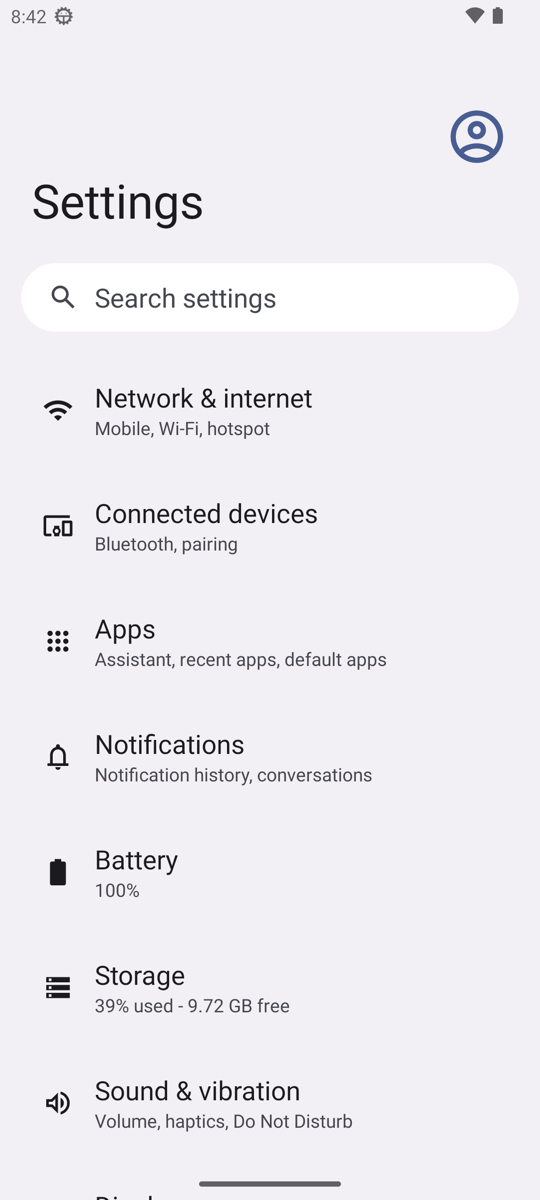 8:42
Settings
Search settings
Network & internet
Mobile, Wi-Fi, hotspot
Connected devices
Bluetooth, pairing
Apps
Assistant, recent apps, default apps
Notifications
Notification history, conversations
Battery
100%
Storage
39% used - 9.72 GB free
Sound & vibration
Volume, haptics, Do Not Disturb